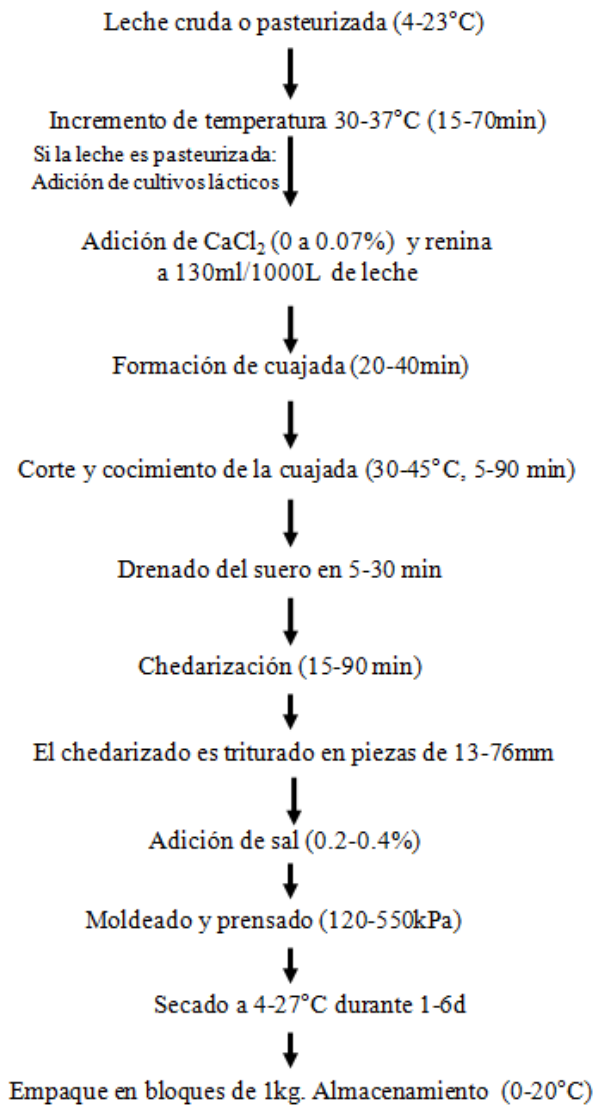 Leche cruda o pasteurizada (4-23°C)
Incremento de temperatura 30-37°C (15-70min)
Si la leche es pasteurizada:
Adición de cultivos lácticos
Adición de CaCl₂ (0 a 0.07%) y renina
a 130ml/1000L de leche
Formación de cuajada (20-40min)
Corte y cocimiento de la cuajada (30-45°C, 5-90 min)
Drenado del suero en 5-30 min
Chedarización (15-90 min)
El chedarizado es triturado en piezas de 13-76mm
Adición de sal (0.2-0.4%)
Moldeado y prensado (120-550kPa)
Secado a 4-27°C durante 1-6d
Empaque en bloques de 1kg. Almacenamiento (0-20°C)